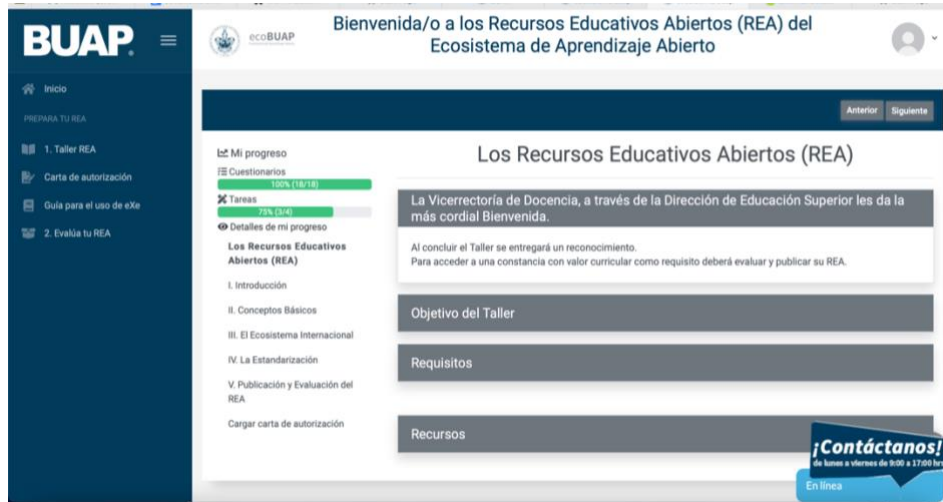 BUAP.
ecoBUAP
Bienvenida/o a los Recursos Educativos Abiertos (REA) del
Ecosistema de Aprendizaje Abierto
Inicio
PREPARA TU REA
1. Taller REA
Carta de autorización
Guía para el uso de eXe
2. Evalúa tu REA
Anterior
Siguiente
Mi progreso
Cuestionarios
100% (18/18)
Tareas
75% (3/4)
Detalles de mi progreso
Los Recursos Educativos
Abiertos (REA)
I. Introducción
II. Conceptos Básicos
III. El Ecosistema Internacional
IV. La Estandarización
V. Publicación y Evaluación del
REA
Cargar carta de autorización
Los Recursos Educativos Abiertos (REA)
La Vicerrectoría de Docencia, a través de la Dirección de Educación Superior les da la
más cordial Bienvenida.
Al concluir el Taller se entregará un reconocimiento.
Para acceder a una constancia con valor curricular como requisito deberá evaluar y publicar su REA.
Objetivo del Taller
Requisitos
Recursos
¡Contáctanos!
de lunes a viernes de 9:00 a 17:00 hrs
En línea